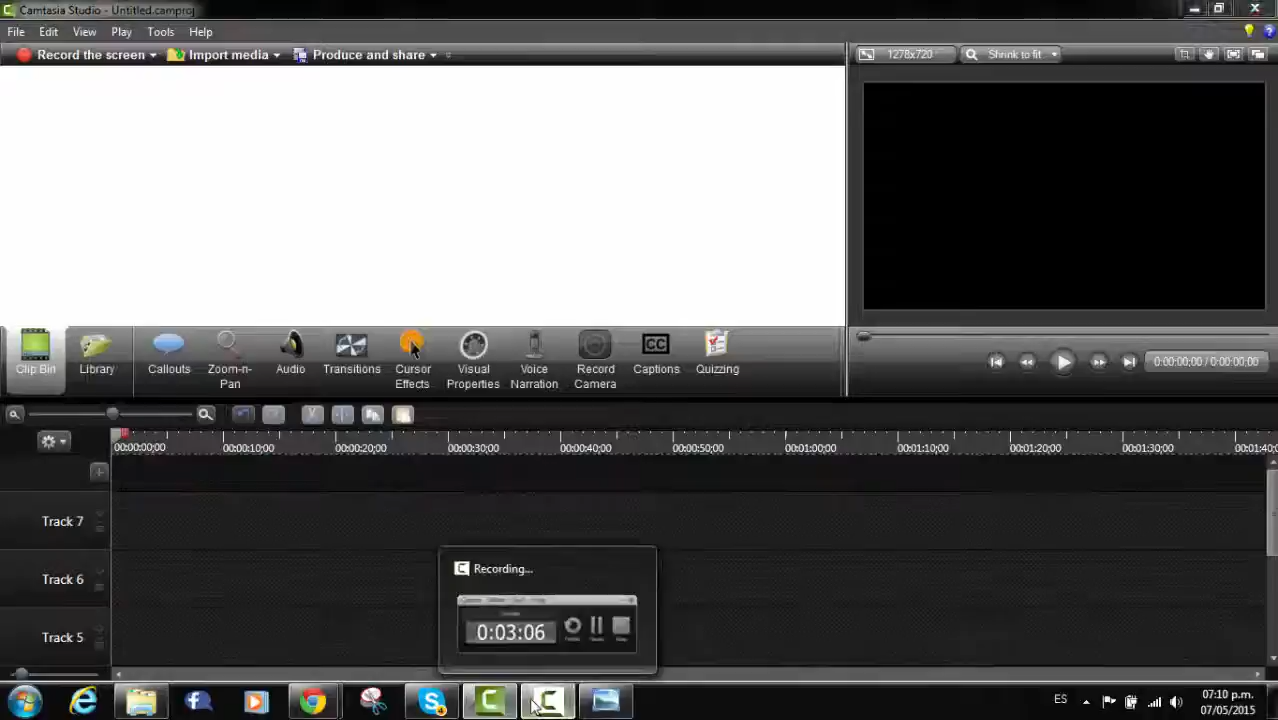 Camtasia Studio - Untitled.camproj
File Edit View Play Tools Help
Record the screen Import media Produce and share
1278x720 Shrink to fit
Clip Bin Library Callouts Zoom-n-Pan Audio Transitions Cursor Effects Visual Properties Voice Narration Record Camera Captions CC Quizzing
0:00:00;00 / 0:00:00;00
00:00:00;00 00:00:10;00 00:00:20;00 00:00:30;00 00:00:40;00 00:00:50;00 00:01:00;00 00:01:10;00 00:01:20;00 00:01:30;00 00:01:40;
Track 7
Track 6
Recording...
0:03:06
Track 5
ES
07:10 p.m.
07/05/2015